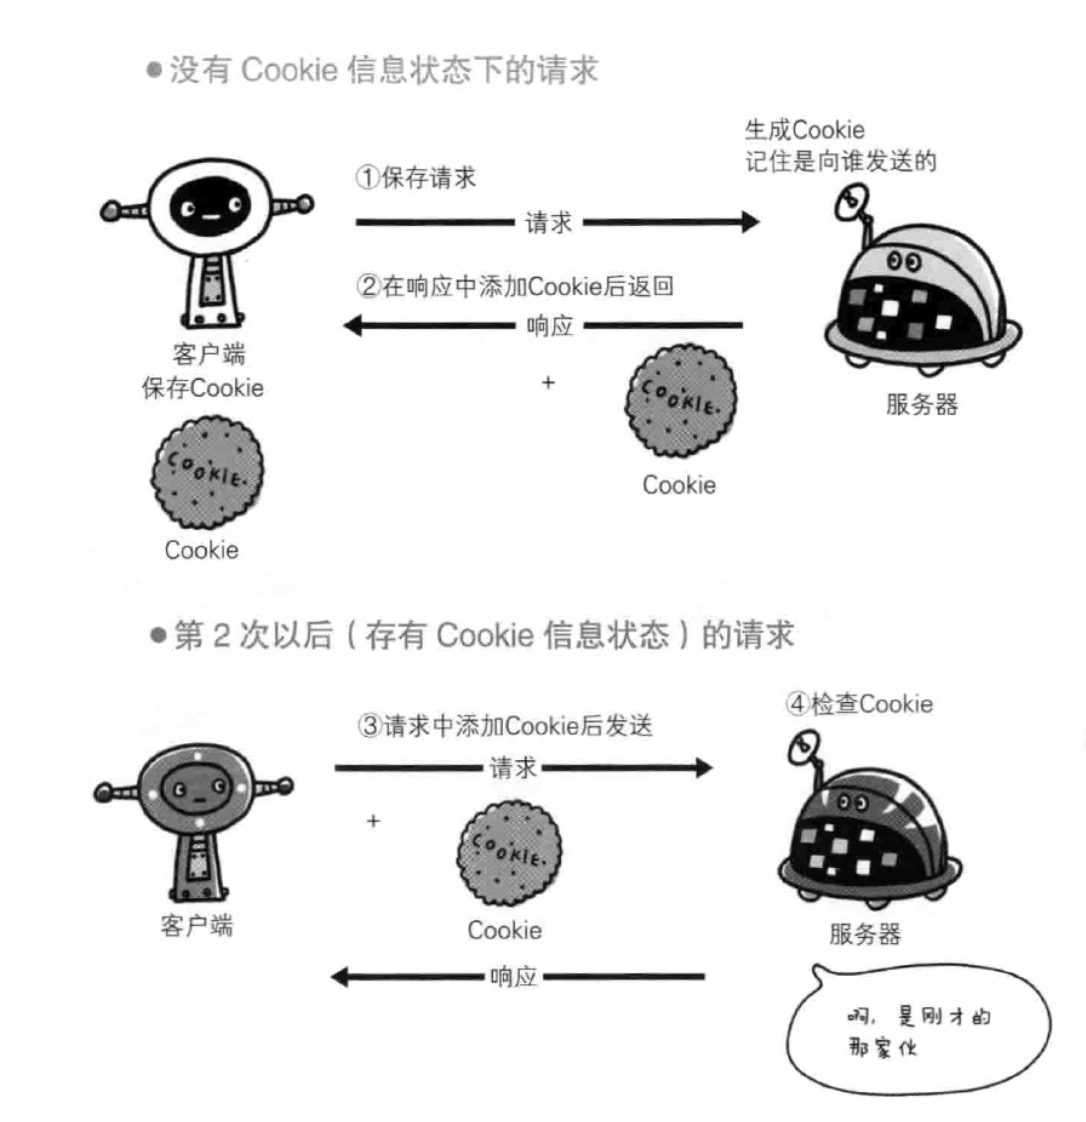 ●没有 Cookie 信息状态下的请求
生成Cookie
记住是向谁发送的
①保存请求
请求
②在响应中添加Cookie后返回
响应
客户端
保存Cookie
+
COOKIE.
服务器
Cookie
COOKIE.
Cookie
●第 2 次以后（存有 Cookie 信息状态）的请求
④检查Cookie
③请求中添加Cookie后发送
请求
+
COOKIE.
客户端
Cookie
服务器
响应
啊，是刚才的
那家伙